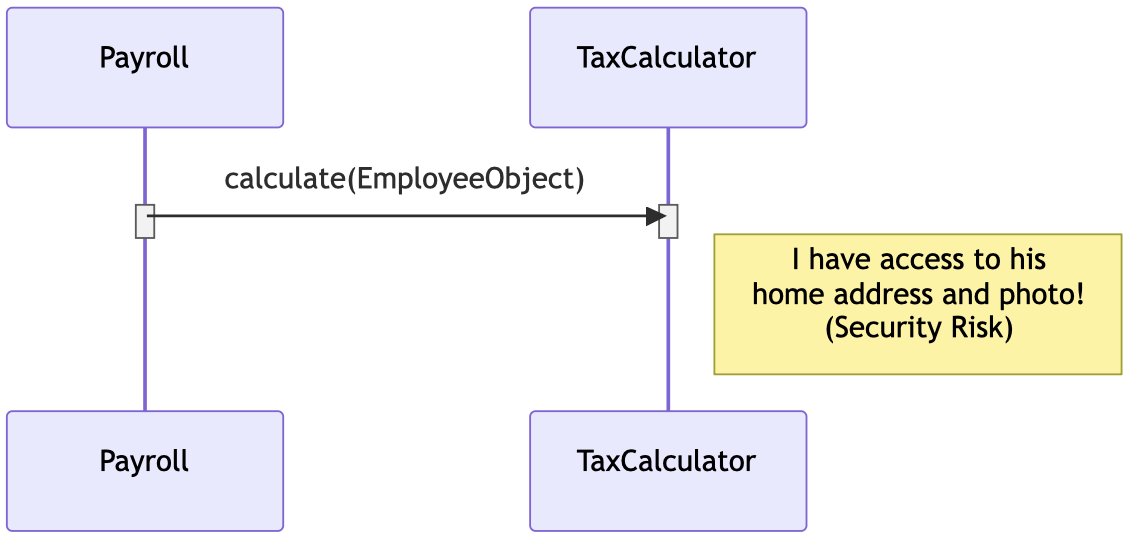 Payroll
TaxCalculator
calculate(EmployeeObject)
I have access to his
home address and photo!
(Security Risk)
Payroll
TaxCalculator